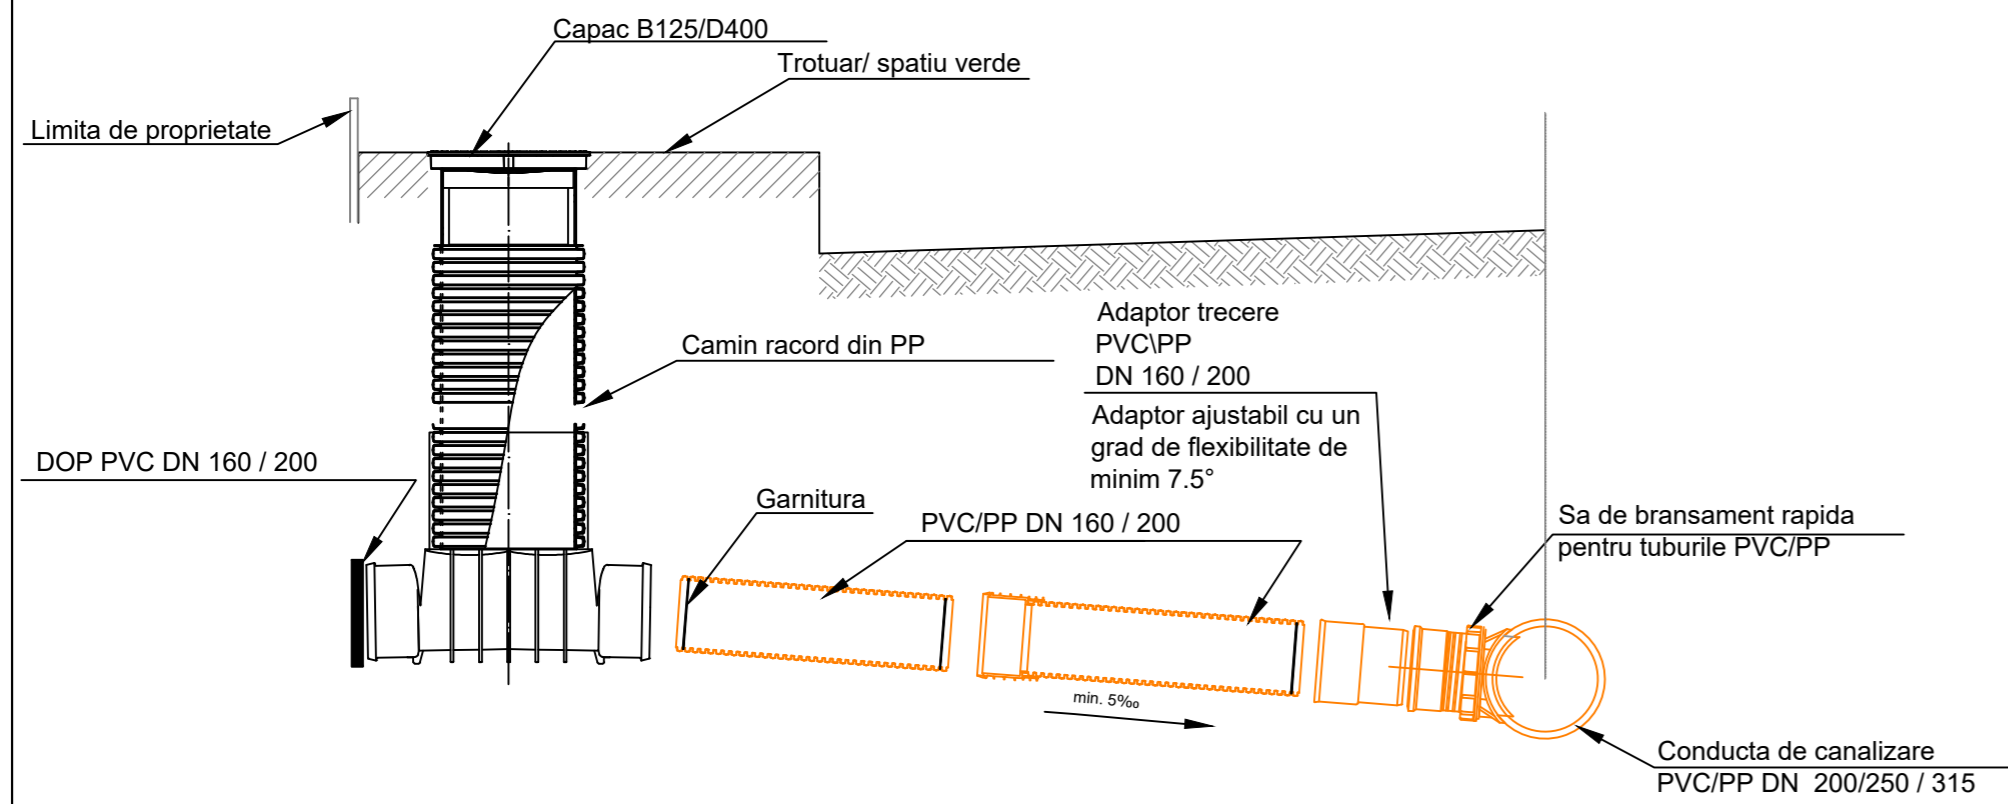 Capac B125/D400
Trotuar/ spatiu verde
Limita de proprietate
Adaptor trecere
PVC\PP
DN 160 / 200
Camin racord din PP
Adaptor ajustabil cu un
grad de flexibilitate de
minim 7.5°
DOP PVC DN 160 / 200
Garnitura
PVC/PP DN 160 / 200
Sa de bransament rapida
pentru tuburile PVC/PP
min. 5‰
Conducta de canalizare
PVC/PP DN 200/250 / 315